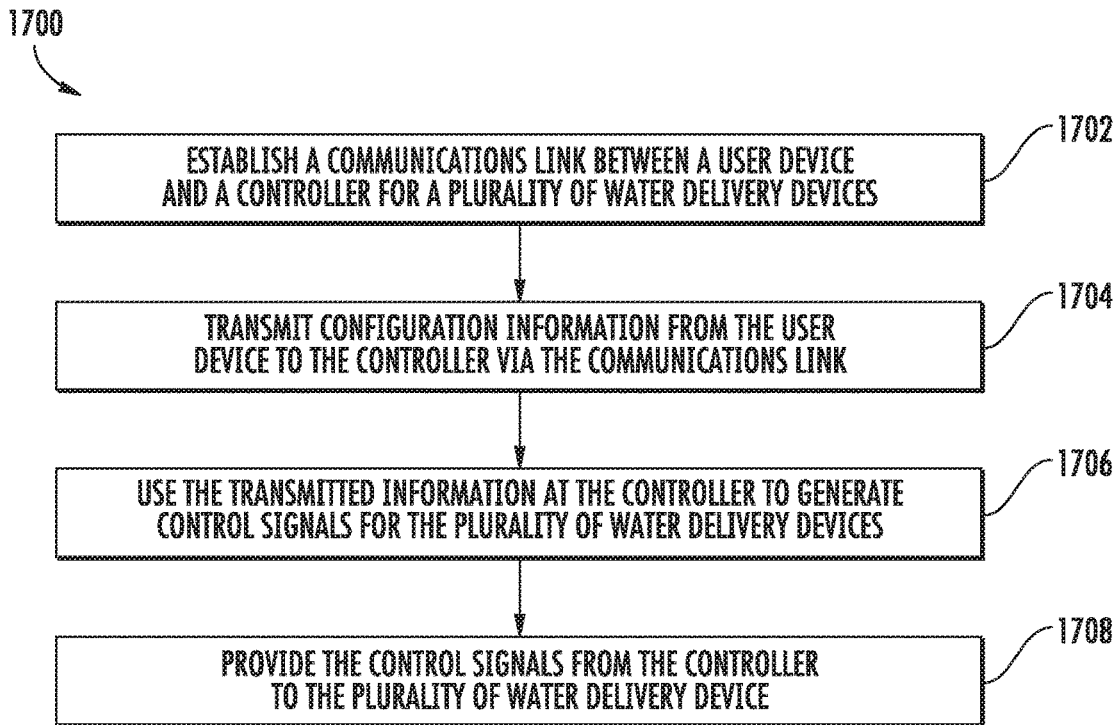 1700
1702
ESTABLISH A COMMUNICATIONS LINK BETWEEN A USER DEVICE
AND A CONTROLLER FOR A PLURALITY OF WATER DELIVERY DEVICES
1704
TRANSMIT CONFIGURATION INFORMATION FROM THE USER
DEVICE TO THE CONTROLLER VIA THE COMMUNICATIONS LINK
1706
USE THE TRANSMITTED INFORMATION AT THE CONTROLLER TO GENERATE
CONTROL SIGNALS FOR THE PLURALITY OF WATER DELIVERY DEVICES
1708
PROVIDE THE CONTROL SIGNALS FROM THE CONTROLLER
TO THE PLURALITY OF WATER DELIVERY DEVICE